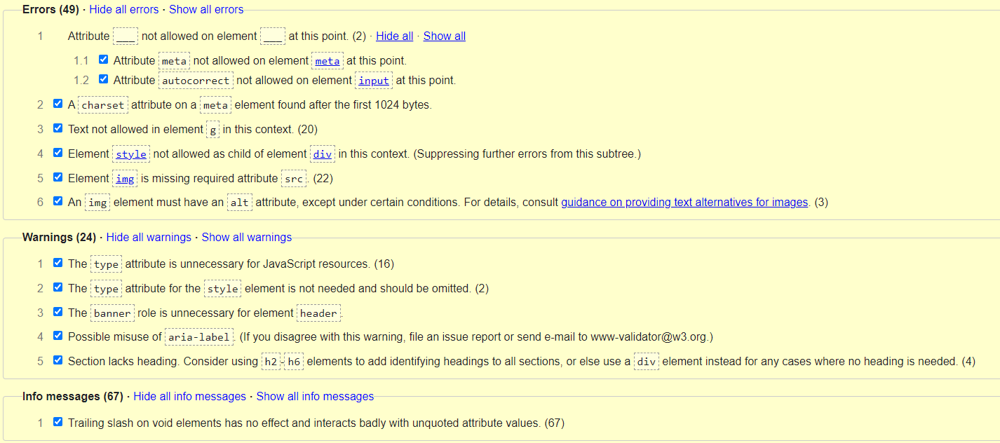 Errors (49) · Hide all errors · Show all errors
1 Attribute ___ not allowed on element ___ at this point. (2) · Hide all · Show all
1.1 Attribute meta not allowed on element meta at this point.
1.2 Attribute autocorrect not allowed on element input at this point.
2 A charset attribute on a meta element found after the first 1024 bytes.
3 Text not allowed in element g in this context. (20)
4 Element style not allowed as child of element div in this context. (Suppressing further errors from this subtree.)
5 Element img is missing required attribute src. (22)
6 An img element must have an alt attribute, except under certain conditions. For details, consult guidance on providing text alternatives for images. (3)
Warnings (24) · Hide all warnings · Show all warnings
1 The type attribute is unnecessary for JavaScript resources. (16)
2 The type attribute for the style element is not needed and should be omitted. (2)
3 The banner role is unnecessary for element header.
4 Possible misuse of aria-label. (If you disagree with this warning, file an issue report or send e-mail to www-validator@w3.org.)
5 Section lacks heading. Consider using h2-h6 elements to add identifying headings to all sections, or else use a div element instead for any cases where no heading is needed. (4)
Info messages (67) · Hide all info messages · Show all info messages
1 Trailing slash on void elements has no effect and interacts badly with unquoted attribute values. (67)